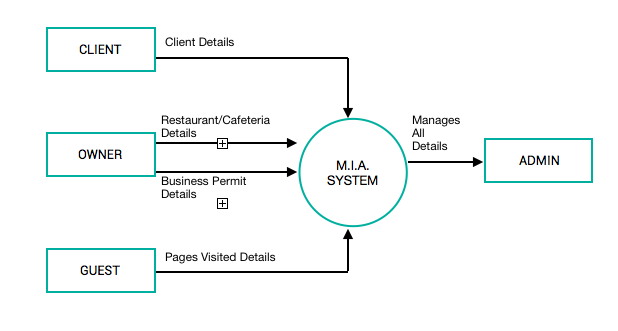 CLIENT
Client Details
Restaurant/Cafeteria
Details
OWNER
Business Permit
Details
M.I.A.
SYSTEM
Manages
All
Details
ADMIN
GUEST
Pages Visited Details